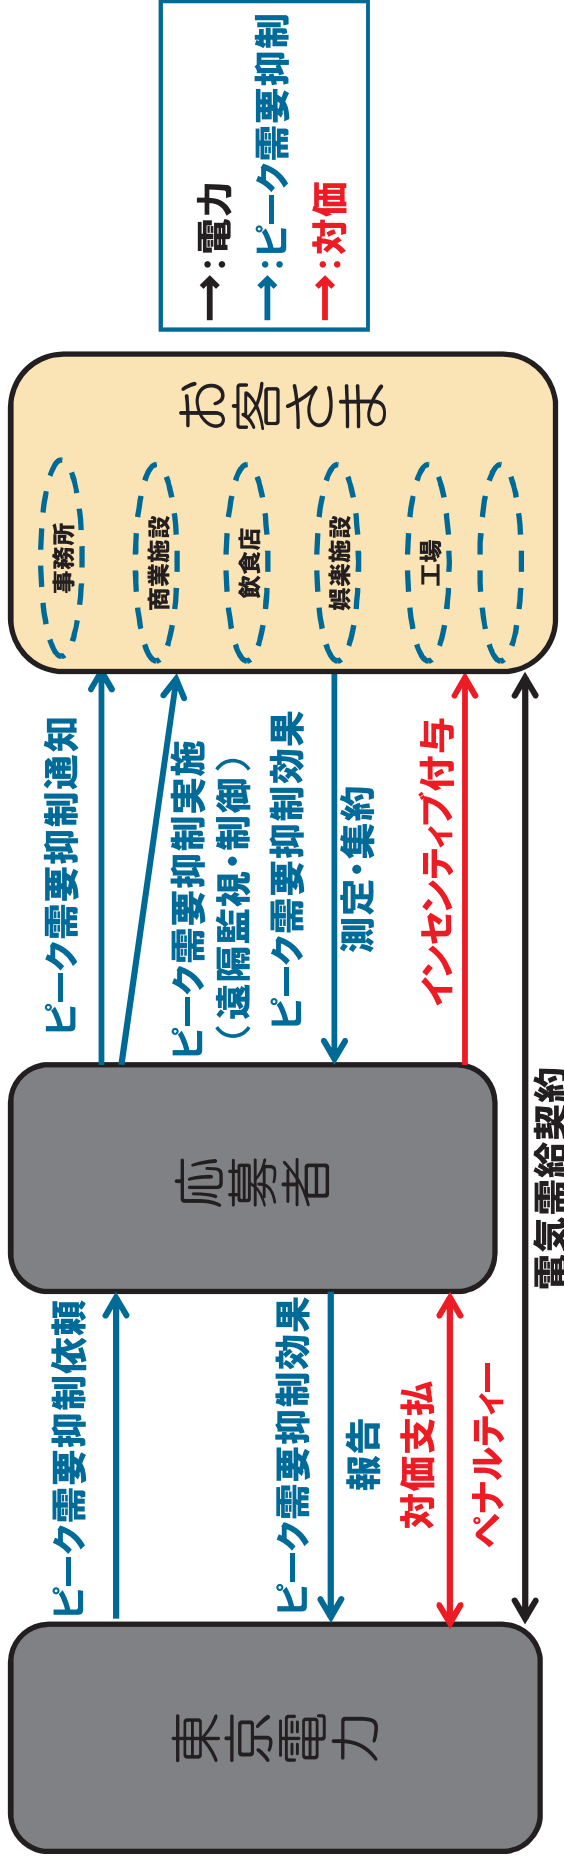 東京電力
ピーク需要抑制依頼
ピーク需要抑制効果
報告
対価支払
ペナルティー
応募者
ピーク需要抑制通知
ピーク需要抑制実施
（遠隔監視・制御）
ピーク需要抑制効果
測定・集約
インセンティブ付与
電気需給契約
お客さま
事務所
商業施設
飲食店
娯楽施設
工場
→：電力
→：ピーク需要抑制
→：対価